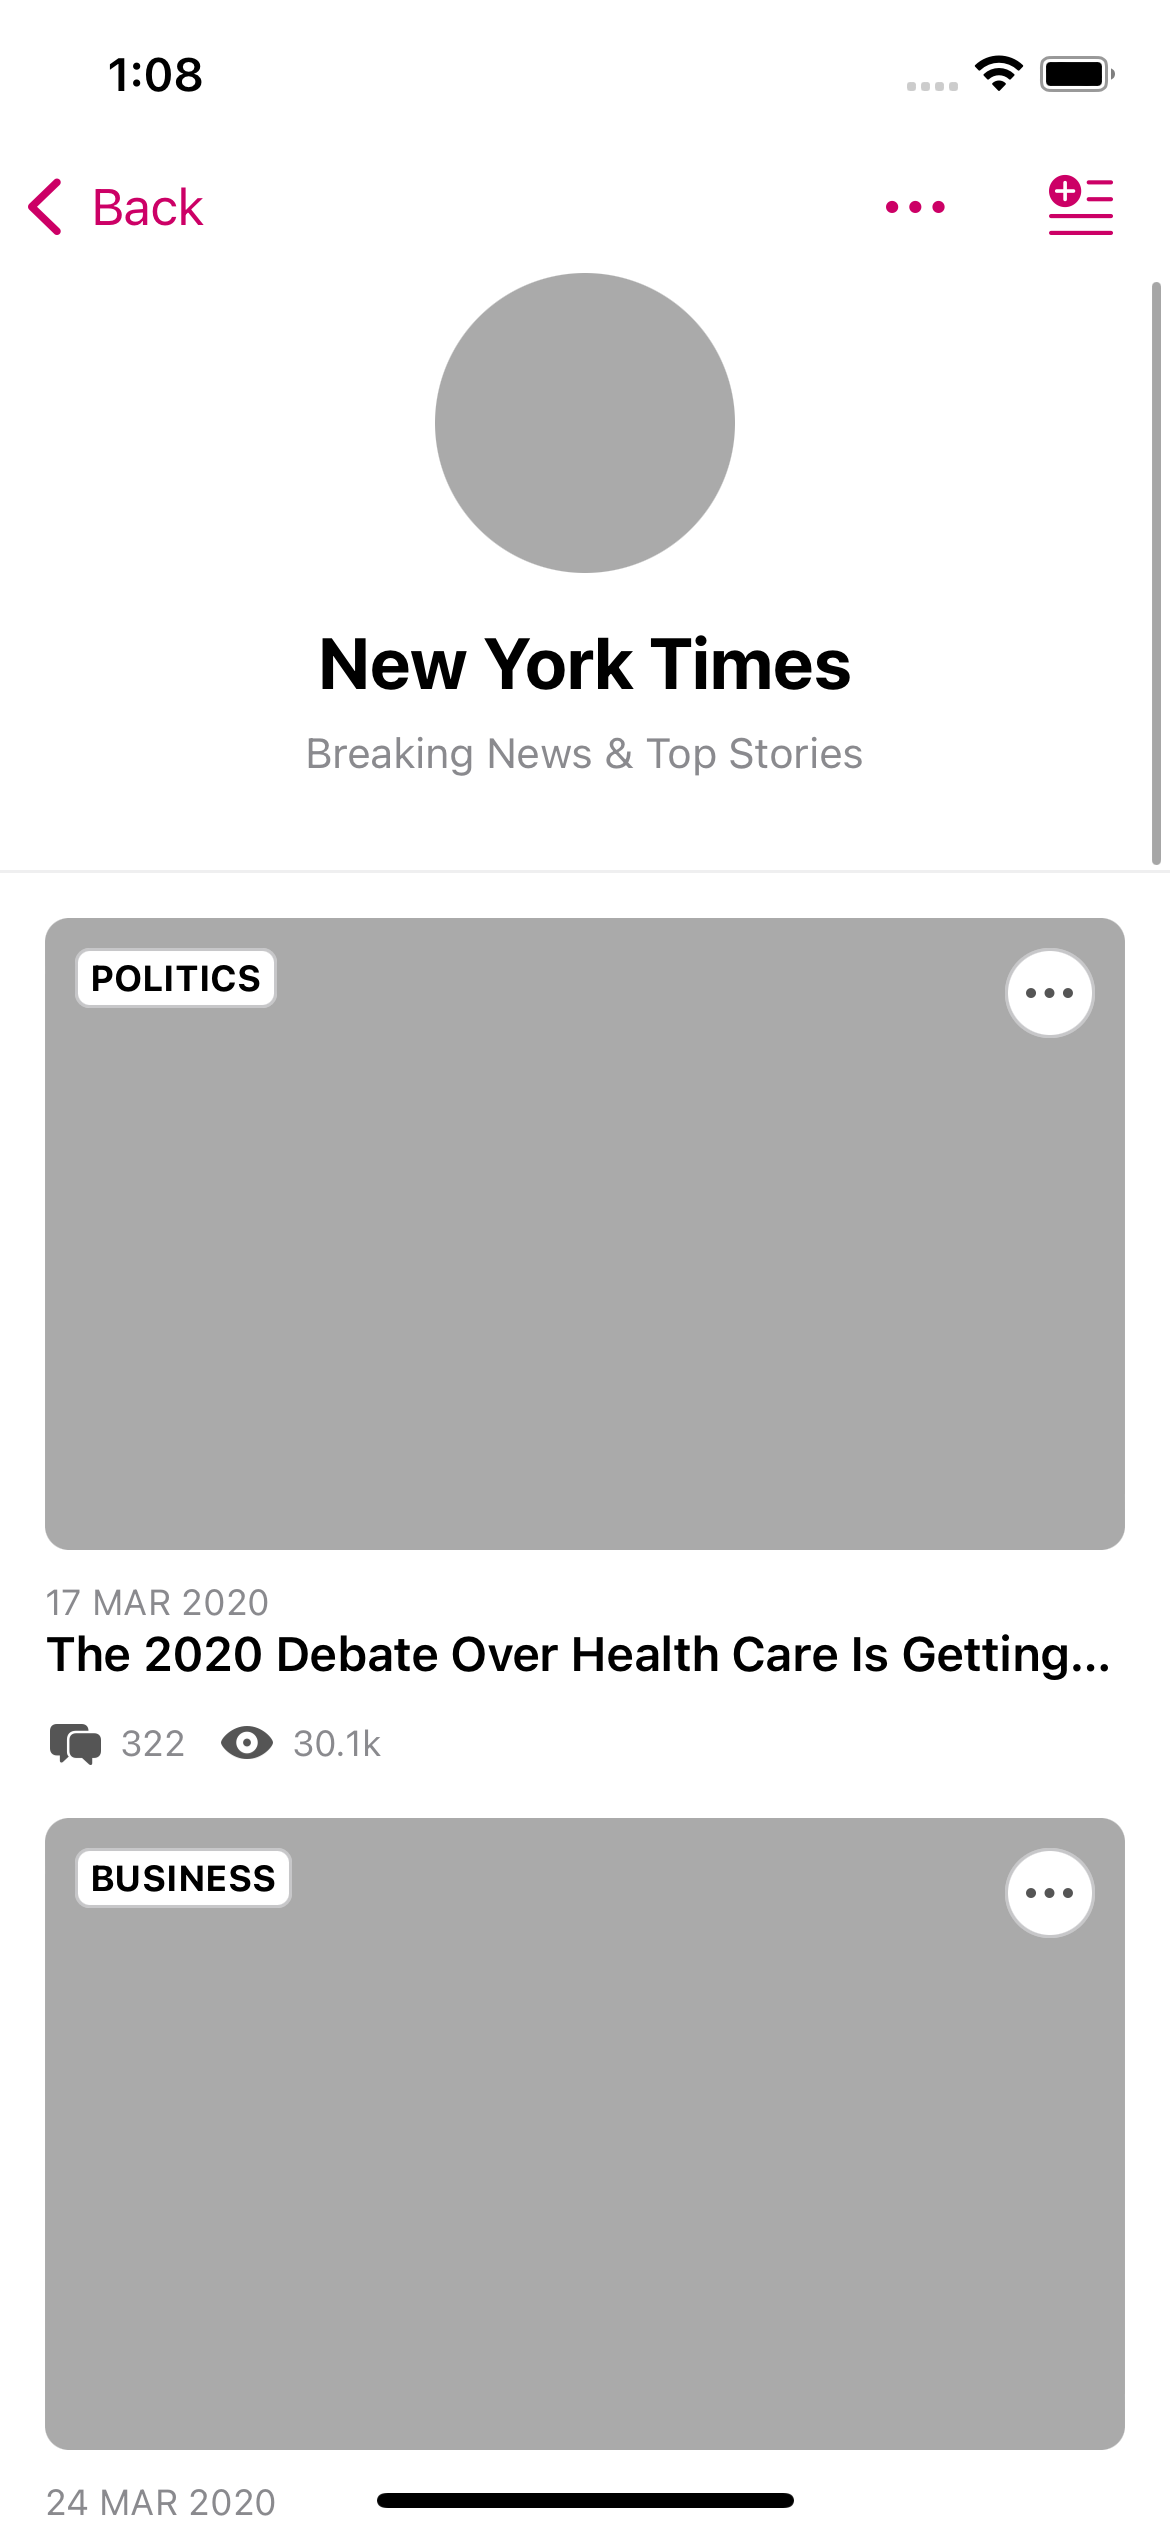 1:08
Back
New York Times
Breaking News & Top Stories
POLITICS
17 MAR 2020
The 2020 Debate Over Health Care Is Getting...
322 30.1k
BUSINESS
24 MAR 2020